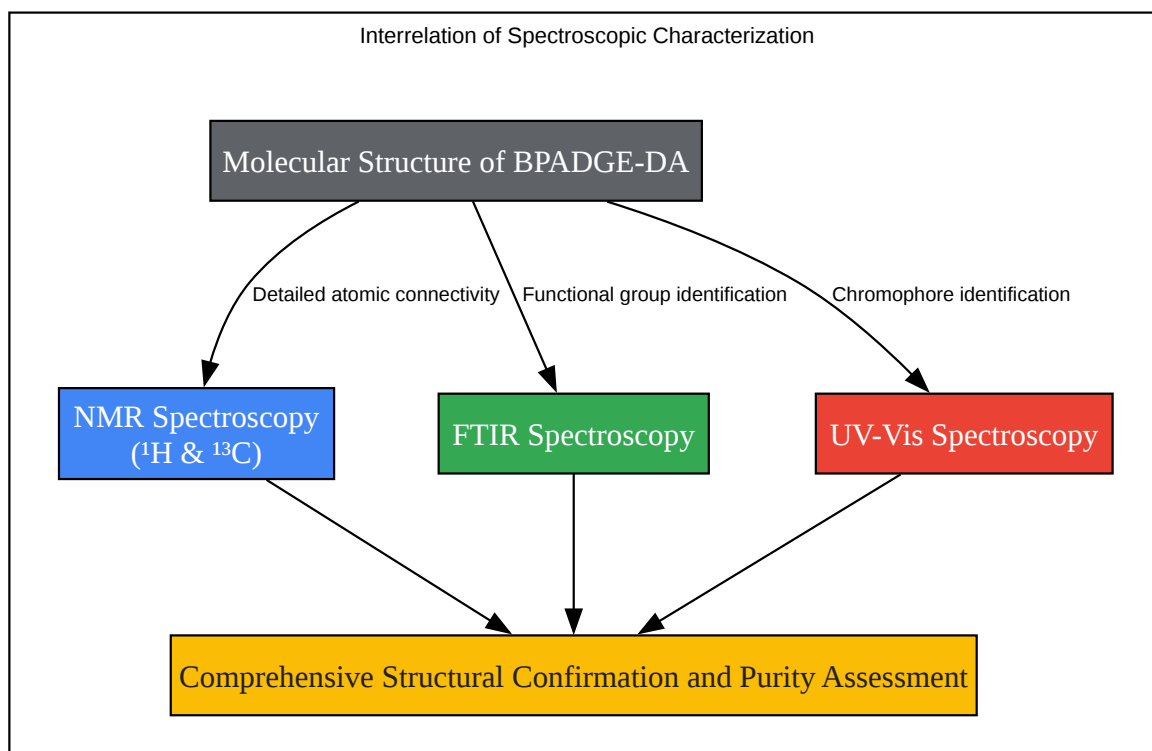 Interrelation of Spectroscopic Characterization
Molecular Structure of BPADGE-DA
Detailed atomic connectivity
Functional group identification
Chromophore identification
NMR Spectroscopy
(¹H & ¹³C)
FTIR Spectroscopy
UV-Vis Spectroscopy
Comprehensive Structural Confirmation and Purity Assessment